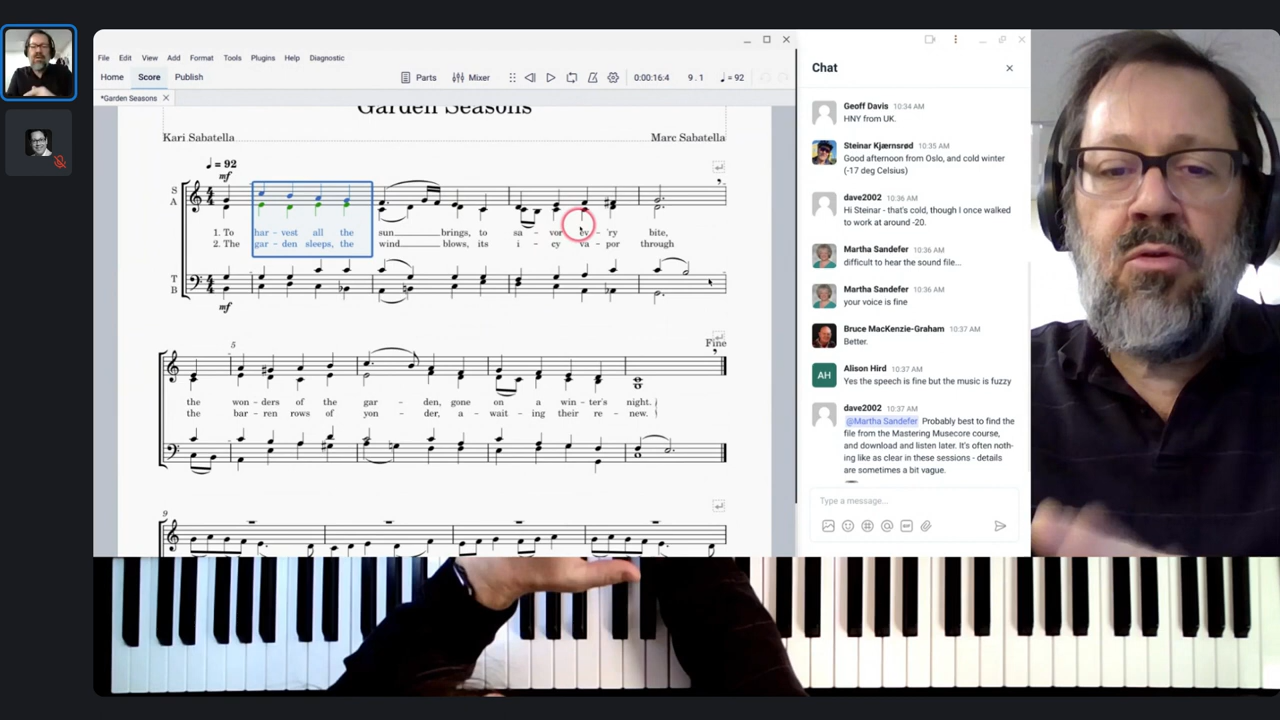 File Edit View Add Format Tools Plugins Help Diagnostic
Home Score Publish
Parts Mixer 0:00:16:4 9 . 1 = 92
*Garden Seasons
Garden Seasons
Kari Sabatella Marc Sabatella
= 92
mf
S
A
1. To har - vest all the sun brings, to sa - vor ev - 'ry bite,
2. The gar - den sleeps, the wind blows, its i - cy va - por through
T
B
mf
5
Fine
the won - ders of the gar - den, gone on a win - ter's night.
the bar - ren rows of yon - der, a - wait - ing their re - new.
9
Chat
Geoff Davis 10:34 AM
HNY from UK.
Steinar Kjærnsrød 10:35 AM
Good afternoon from Oslo, and cold winter
(-17 deg Celsius)
dave2002 10:36 AM
Hi Steinar - that's cold, though I once walked
to work at around -20.
Martha Sandefer 10:36 AM
difficult to hear the sound file...
Martha Sandefer 10:36 AM
your voice is fine
Bruce MacKenzie-Graham 10:37 AM
Better.
AH
Alison Hird 10:37 AM
Yes the speech is fine but the music is fuzzy
dave2002 10:37 AM
@Martha Sandefer Probably best to find the
file from the Mastering Musecore course,
and download and listen later. It's often noth-
ing like as clear in these sessions - details
are sometimes a bit vague.
Type a message...
GIF